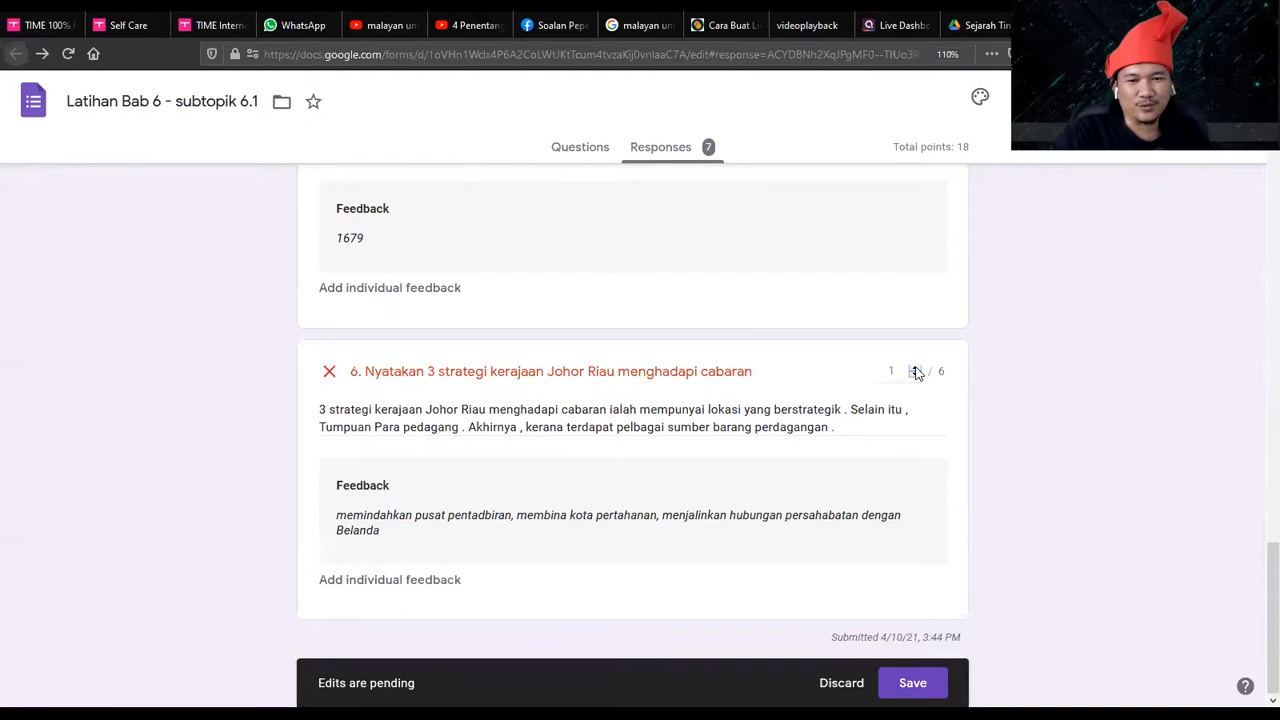 TIME 100% F
Self Care
TIME Intern
WhatsApp
malayan un
4 Penentang
Soalan Pepe
malayan un
Cara Buat Li
videoplayback
Live Dashbo
Sejarah Tin
110%
Latihan Bab 6 - subtopik 6.1
Questions
Responses
7
Total points: 18
Feedback
1679
Add individual feedback
6. Nyatakan 3 strategi kerajaan Johor Riau menghadapi cabaran
1
/ 6
3 strategi kerajaan Johor Riau menghadapi cabaran ialah mempunyai lokasi yang berstrategik . Selain itu ,
Tumpuan Para pedagang . Akhirnya , kerana terdapat pelbagai sumber barang perdagangan .
Feedback
memindahkan pusat pentadbiran, membina kota pertahanan, menjalinkan hubungan persahabatan dengan
Belanda
Add individual feedback
Submitted 4/10/21, 3:44 PM
Edits are pending
Discard
Save